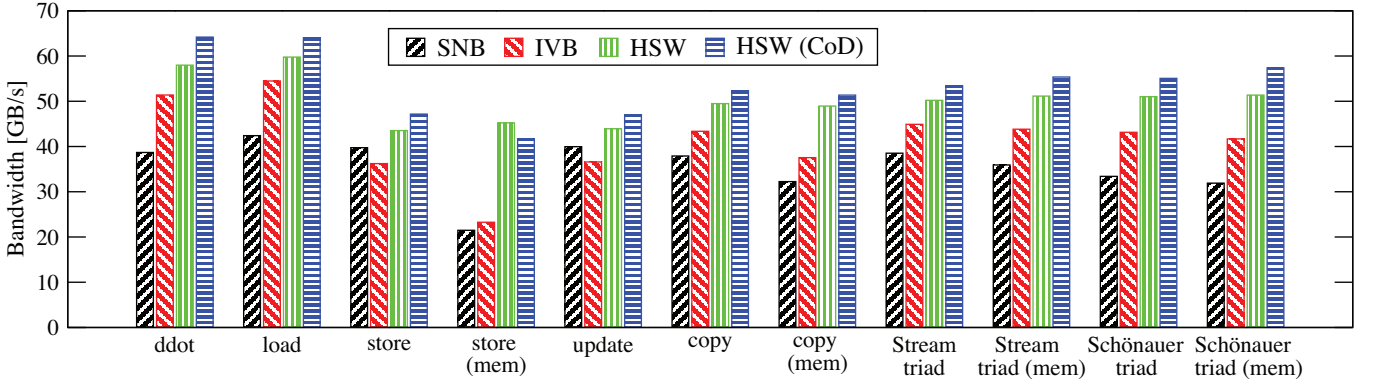 70
60
50
40
30
20
10
0
Bandwidth [GB/s]
SNB IVB HSW HSW (CoD)
ddot
load
store
store
(mem)
update
copy
copy
(mem)
Stream
triad
Stream
triad (mem)
Schönauer
triad
Schönauer
triad (mem)